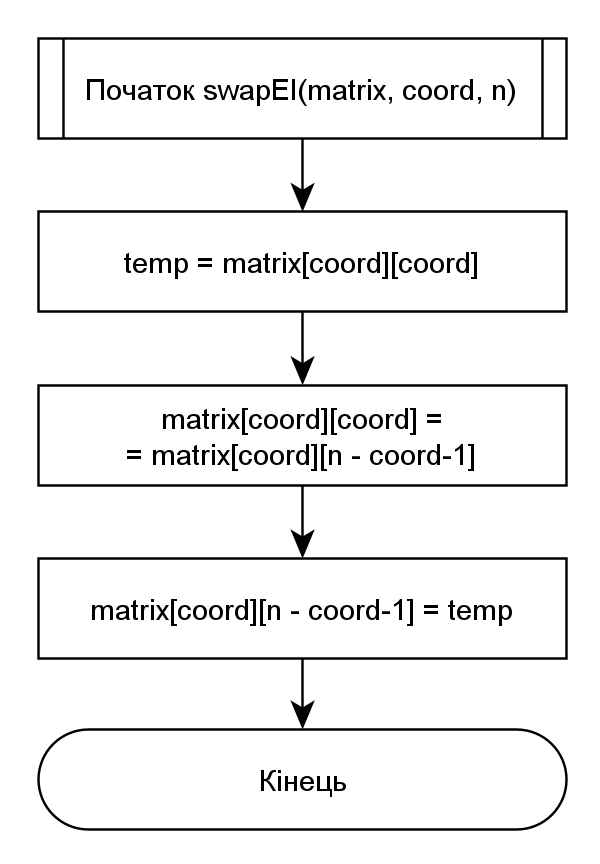 Початок swapEl(matrix, coord, n)
temp = matrix[coord][coord]
matrix[coord][coord] =
= matrix[coord][n - coord-1]
matrix[coord][n - coord-1] = temp
Кінець